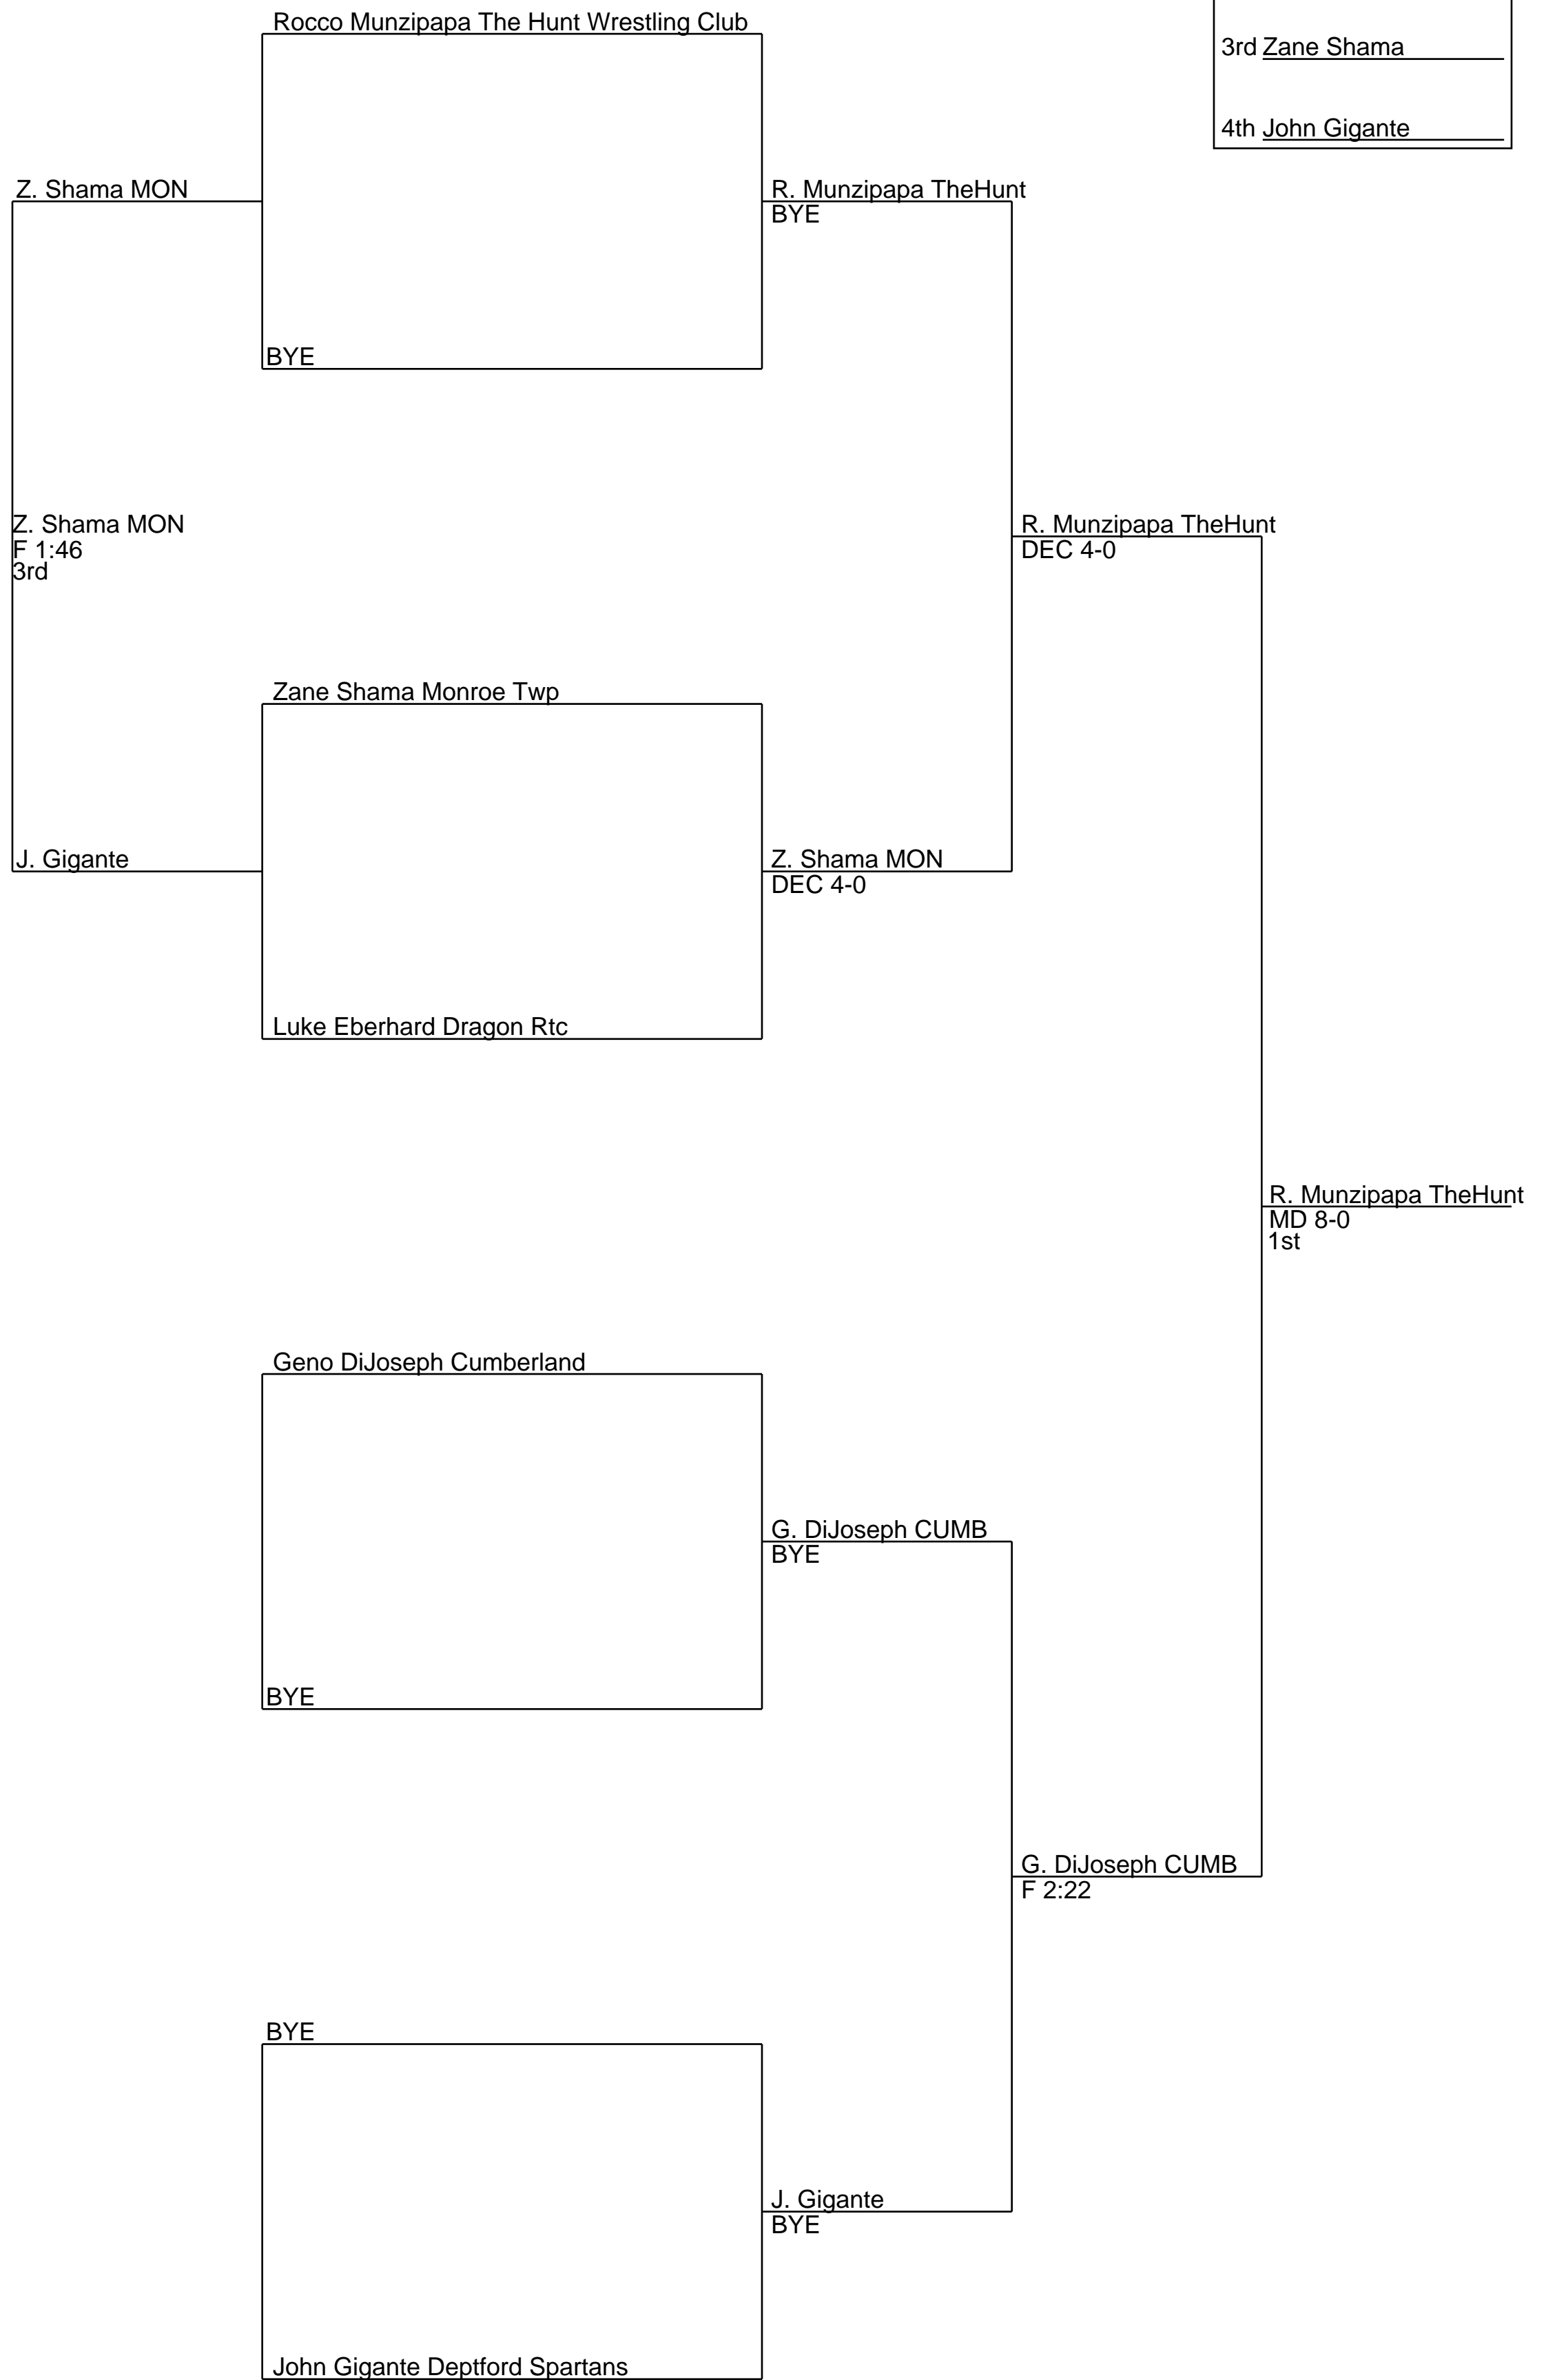 Rocco Munzipapa The Hunt Wrestling Club
3rd Zane Shama
4th John Gigante
Z. Shama MON
R. Munzipapa TheHunt
BYE
BYE
Z. Shama MON
F 1:46
3rd
R. Munzipapa TheHunt
DEC 4-0
Zane Shama Monroe Twp
J. Gigante
Z. Shama MON
DEC 4-0
Luke Eberhard Dragon Rtc
R. Munzipapa TheHunt
MD 8-0
1st
Geno DiJoseph Cumberland
G. DiJoseph CUMB
BYE
BYE
G. DiJoseph CUMB
F 2:22
BYE
J. Gigante
BYE
John Gigante Deptford Spartans